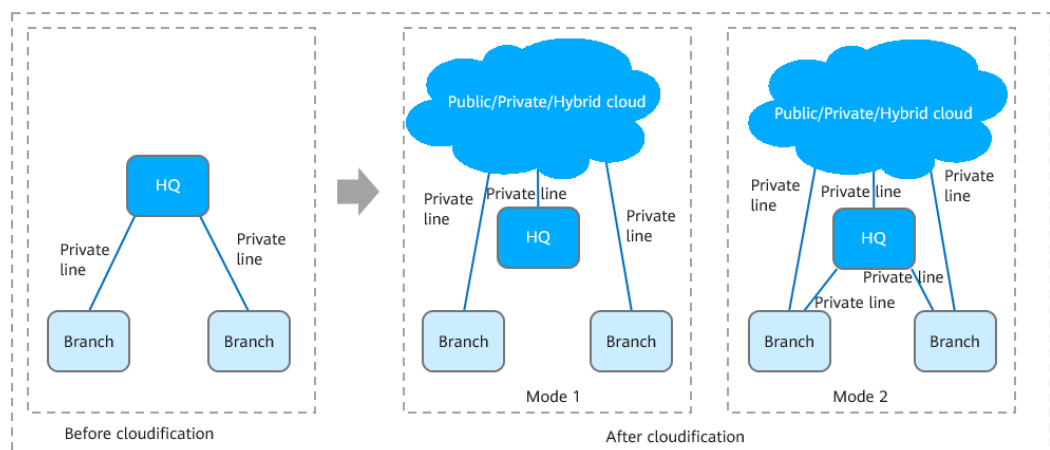 HQ
Private
line
Private
line
Branch
Branch
Before cloudification
Public/Private/Hybrid cloud
Private
line
Private line
Private
line
HQ
Branch
Branch
Mode 1
Public/Private/Hybrid cloud
Private
line
Private line
Private
line
HQ
Private line
Private line
Branch
Branch
Mode 2
After cloudification